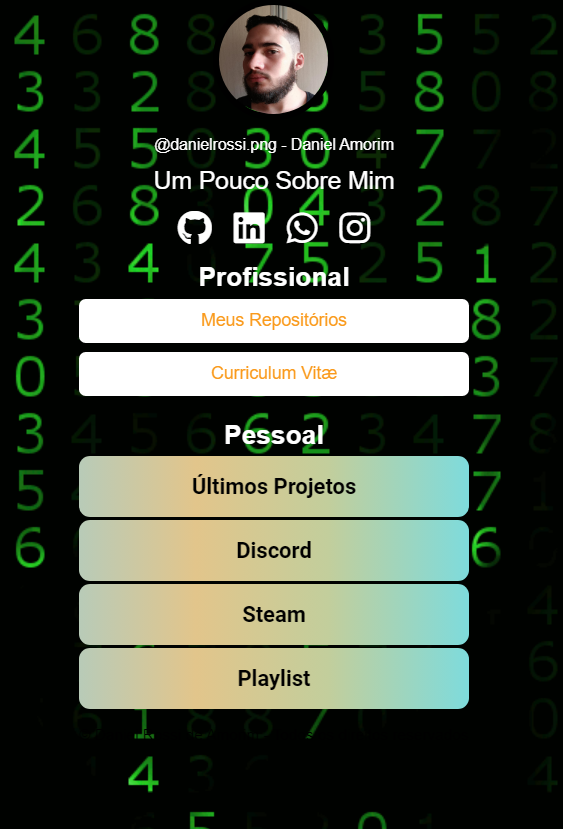 @danielrossi.png - Daniel Amorim
Um Pouco Sobre Mim
Profissional
Meus Repositórios
Curriculum Vitæ
Pessoal
Últimos Projetos
Discord
Steam
Playlist